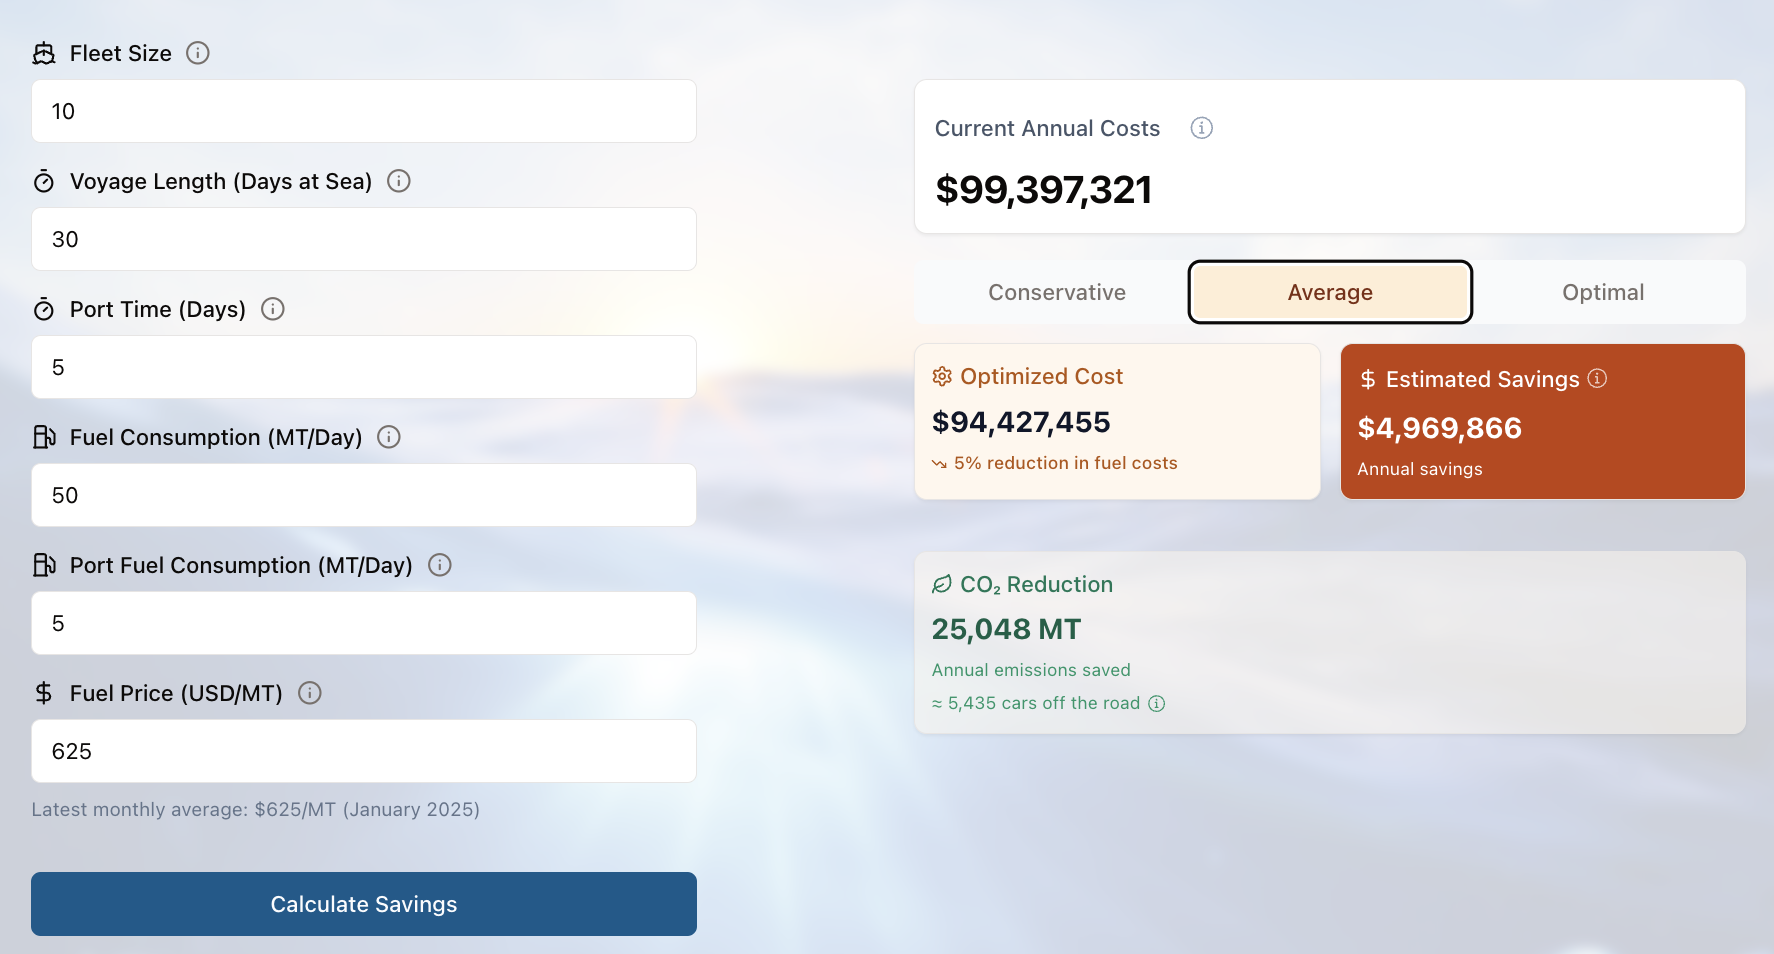 Fleet Size
10
Voyage Length (Days at Sea)
30
Port Time (Days)
5
Fuel Consumption (MT/Day)
50
Port Fuel Consumption (MT/Day)
5
Fuel Price (USD/MT)
625
Latest monthly average: $625/MT (January 2025)
Calculate Savings
Current Annual Costs
$99,397,321
Conservative
Average
Optimal
Optimized Cost
$94,427,455
5% reduction in fuel costs
Estimated Savings
$4,969,866
Annual savings
CO₂ Reduction
25,048 MT
Annual emissions saved
≈ 5,435 cars off the road